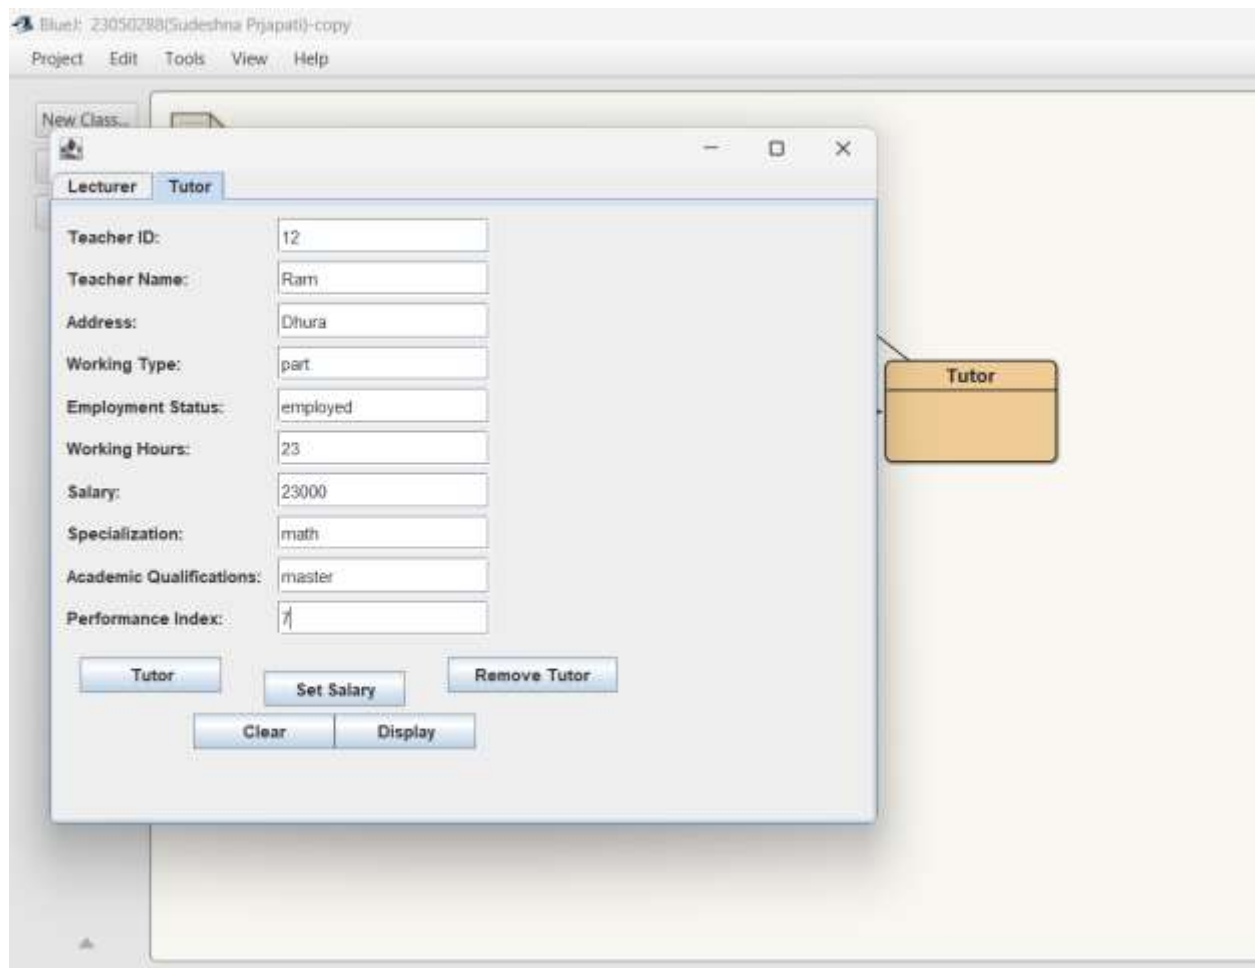 BlueJ: 23050288(Sudeshna Prjapati)-copy
Project Edit Tools View Help
New Class...
Lecturer Tutor
Teacher ID: 12
Teacher Name: Ram
Address: Dhura
Working Type: part
Tutor
Employment Status: employed
Working Hours: 23
Salary: 23000
Specialization: math
Academic Qualifications: master
Performance Index: 7
Tutor Set Salary Remove Tutor
Clear Display